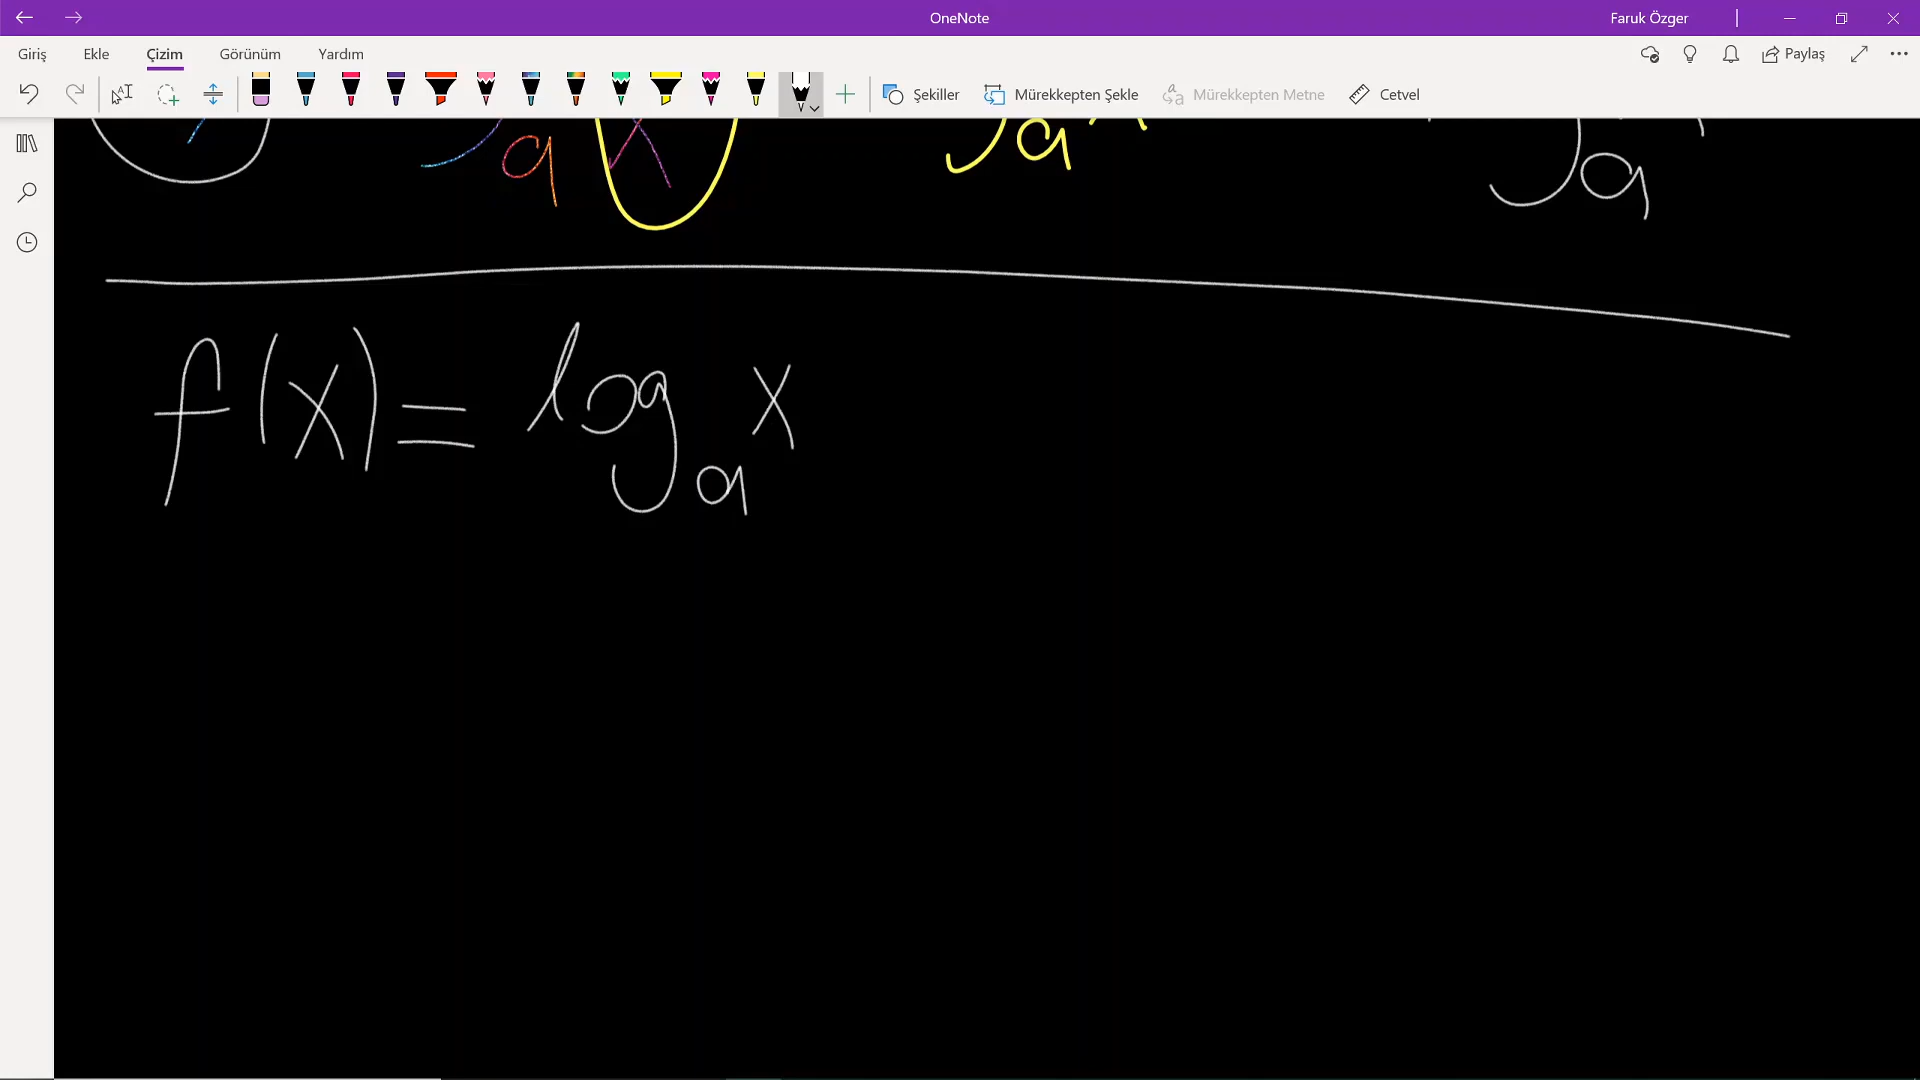 OneNote
Faruk Özger
Giriş Ekle Çizim Görünüm Yardım
Paylaş
Şekiller Mürekkepten Şekle Mürekkepten Metne Cetvel
a x a a
f(x) = log_a x